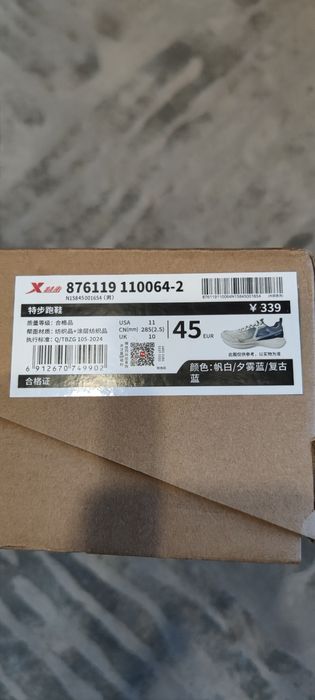 X 特步 876119 110064-2
N15845001654 (男)
876119110064N15845001654
特步跑鞋
¥ 339
质量等级: 合格品
帮面材质: 纺织品+涂层纺织品
执行标准: Q/TBZG 105-2024
USA 11
CN(mm) 285(2.5)
UK 10
45 EUR
此图仅供参考,以实物为准
6 912670 749902
合格证
颜色: 帆白/夕雾蓝/复古
蓝